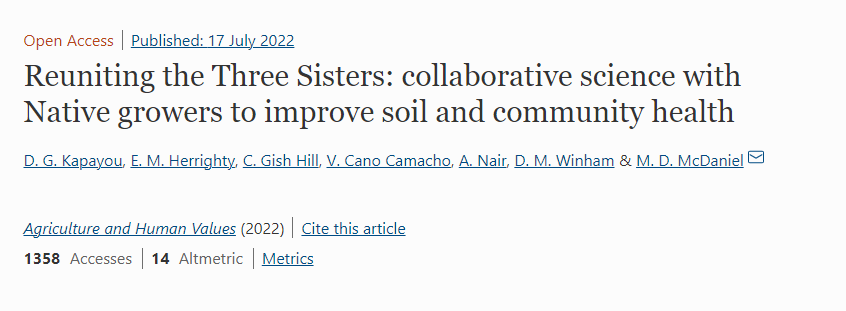 Open Access | Published: 17 July 2022
Reuniting the Three Sisters: collaborative science with
Native growers to improve soil and community health
D. G. Kapayou, E. M. Herrighty, C. Gish Hill, V. Cano Camacho, A. Nair, D. M. Winham & M. D. McDaniel
Agriculture and Human Values (2022) | Cite this article
1358 Accesses | 14 Altmetric | Metrics